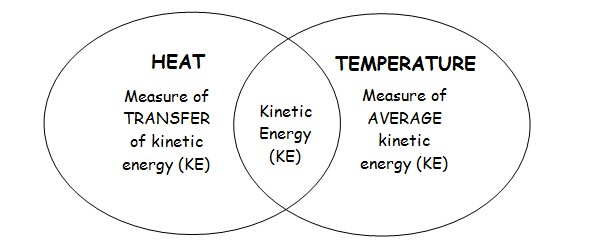 HEAT
Measure of
TRANSFER
of kinetic
energy (KE)
Kinetic
Energy
(KE)
TEMPERATURE
Measure of
AVERAGE
kinetic
energy (KE)